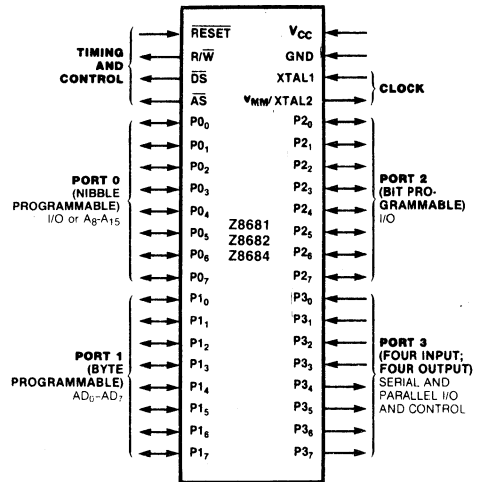 TIMING
AND
CONTROL
RESET
R/W
DS
AS
PORT 0
(NIBBLE
PROGRAMMABLE)
I/O or A₈-A₁₅
P0₀
P0₁
P0₂
P0₃
P0₄
P0₅
P0₆
P0₇
PORT 1
(BYTE
PROGRAMMABLE)
AD₀-AD₇
P1₀
P1₁
P1₂
P1₃
P1₄
P1₅
P1₆
P1₇
Z8681
Z8682
Z8684
VCC
GND
XTAL1
VMM/XTAL2
CLOCK
P2₀
P2₁
P2₂
P2₃
P2₄
P2₅
P2₆
P2₇
PORT 2
(BIT PRO-
GRAMMABLE)
I/O
P3₀
P3₁
P3₂
P3₃
P3₄
P3₅
P3₆
P3₇
PORT 3
(FOUR INPUT;
FOUR OUTPUT)
SERIAL AND
PARALLEL I/O
AND CONTROL